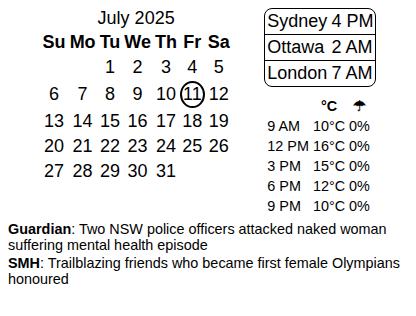 July 2025
Su Mo Tu We Th Fr Sa
1 2 3 4 5
6 7 8 9 10 11 12
13 14 15 16 17 18 19
20 21 22 23 24 25 26
27 28 29 30 31
Sydney 4 PM
Ottawa 2 AM
London 7 AM
°C ☂
9 AM 10°C 0%
12 PM 16°C 0%
3 PM 15°C 0%
6 PM 12°C 0%
9 PM 10°C 0%
Guardian: Two NSW police officers attacked naked woman
suffering mental health episode
SMH: Trailblazing friends who became first female Olympians
honoured